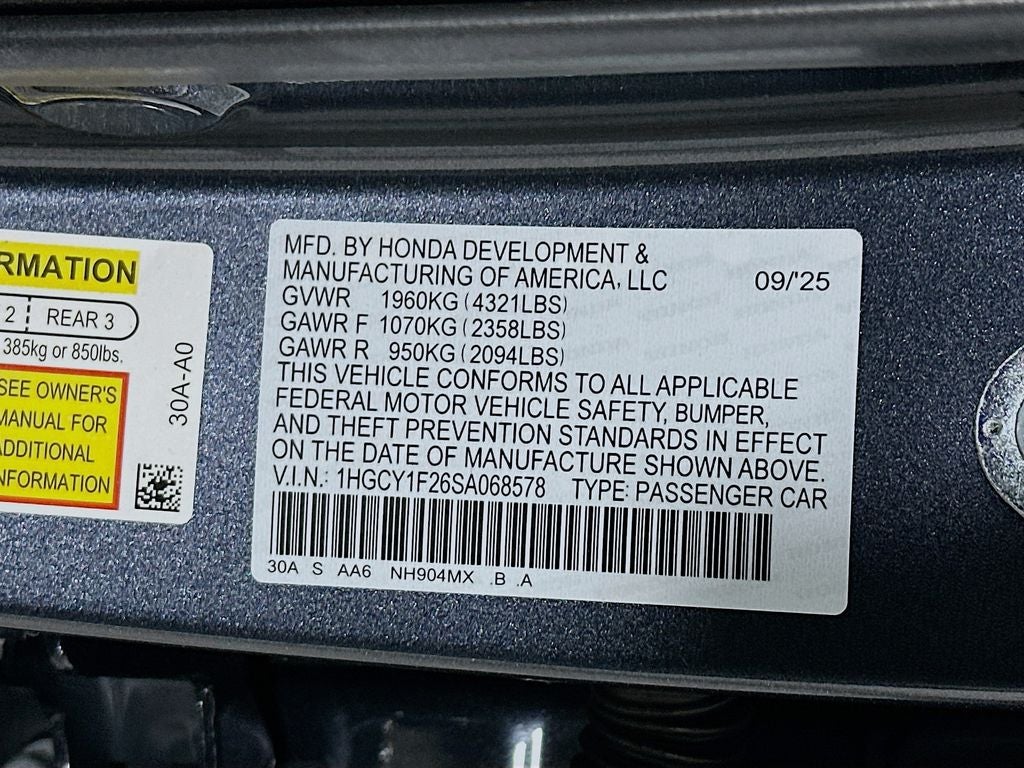 RMATION
2 REAR 3
385kg or 850lbs.
SEE OWNER'S
MANUAL FOR
ADDITIONAL
INFORMATION
30A-A0
MFD. BY HONDA DEVELOPMENT &
MANUFACTURING OF AMERICA, LLC 09/'25
GVWR 1960KG (4321LBS)
GAWR F 1070KG (2358LBS)
GAWR R 950KG (2094LBS)
THIS VEHICLE CONFORMS TO ALL APPLICABLE
FEDERAL MOTOR VEHICLE SAFETY, BUMPER,
AND THEFT PREVENTION STANDARDS IN EFFECT
ON THE DATE OF MANUFACTURE SHOWN ABOVE.
V.I.N.: 1HGCY1F26SA068578 TYPE: PASSENGER CAR
30A S AA6 NH904MX .B .A